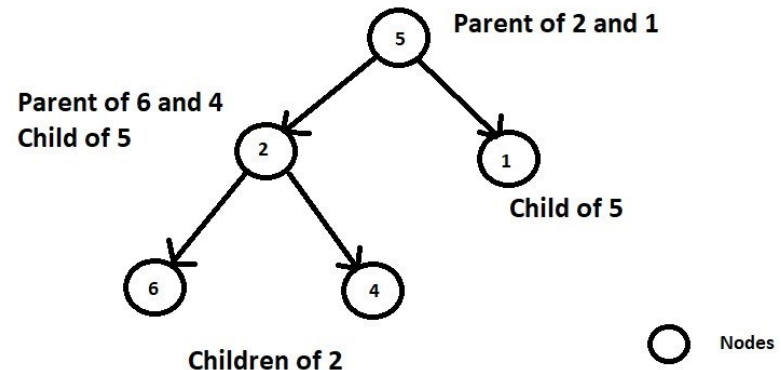 5
Parent of 2 and 1
Parent of 6 and 4
Child of 5
2
1
Child of 5
6
4
Children of 2
Nodes